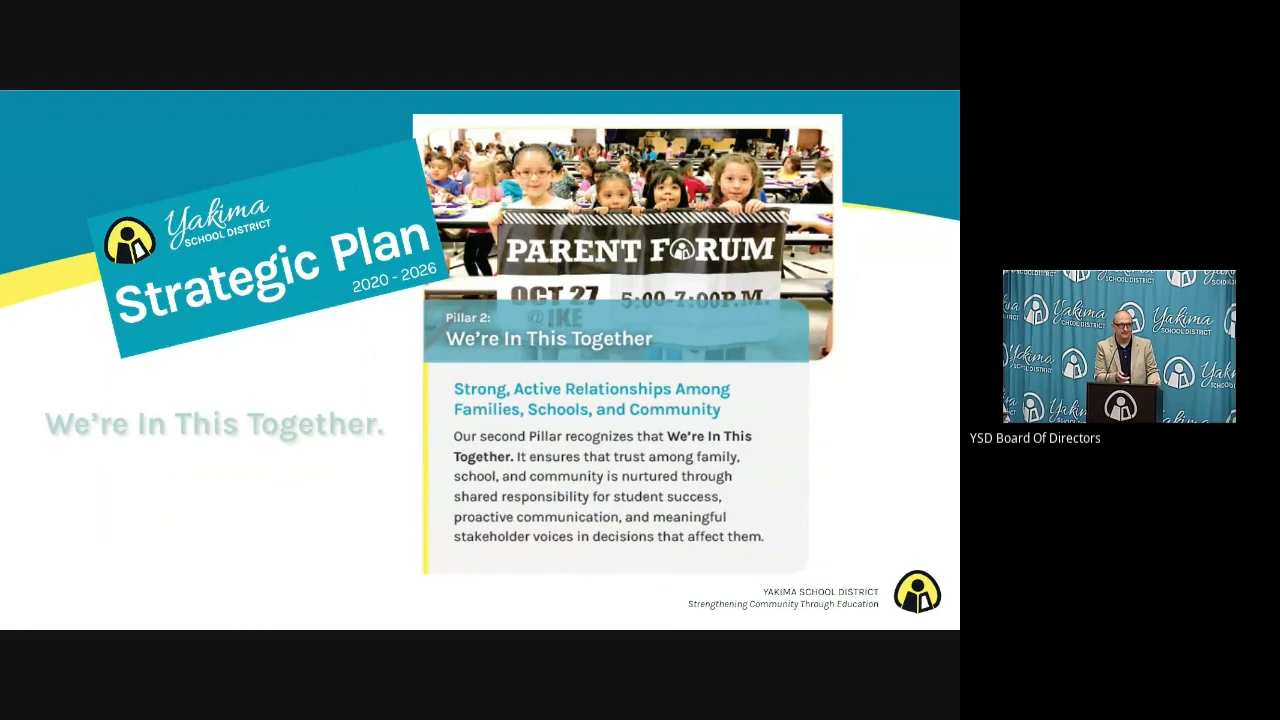 Yakima
SCHOOL DISTRICT
Strategic Plan
2020 - 2026
PARENT FORUM
OCT 27 5:00-7:00P.M.
@ IKE
Pillar 2:
We're In This Together
Strong, Active Relationships Among
Families, Schools, and Community
Our second Pillar recognizes that We're In This
Together. It ensures that trust among family,
school, and community is nurtured through
shared responsibility for student success,
proactive communication, and meaningful
stakeholder voices in decisions that affect them.
We're In This Together.
YAKIMA SCHOOL DISTRICT
Strengthening Community Through Education
Yakima
SCHOOL DISTRICT
YSD Board Of Directors